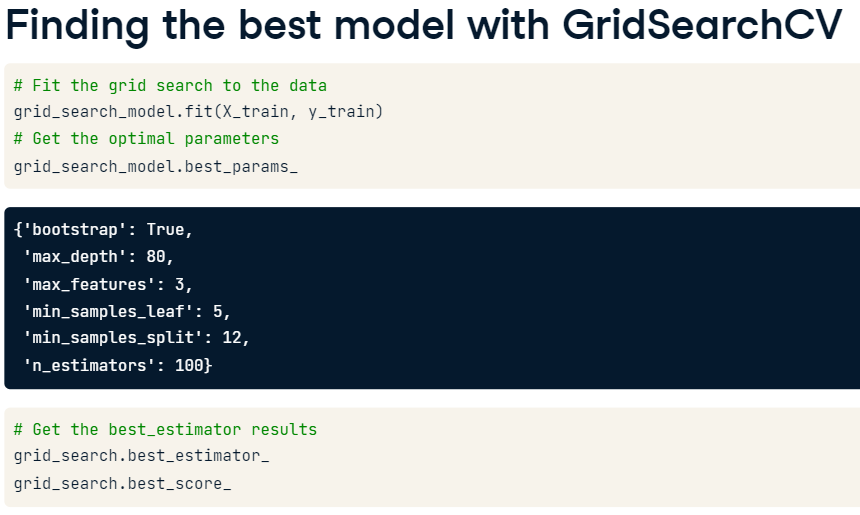 Finding the best model with GridSearchCV
# Fit the grid search to the data
grid_search_model.fit(X_train, y_train)
# Get the optimal parameters
grid_search_model.best_params_
{'bootstrap': True,
 'max_depth': 80,
 'max_features': 3,
 'min_samples_leaf': 5,
 'min_samples_split': 12,
 'n_estimators': 100}
# Get the best_estimator results
grid_search.best_estimator_
grid_search.best_score_